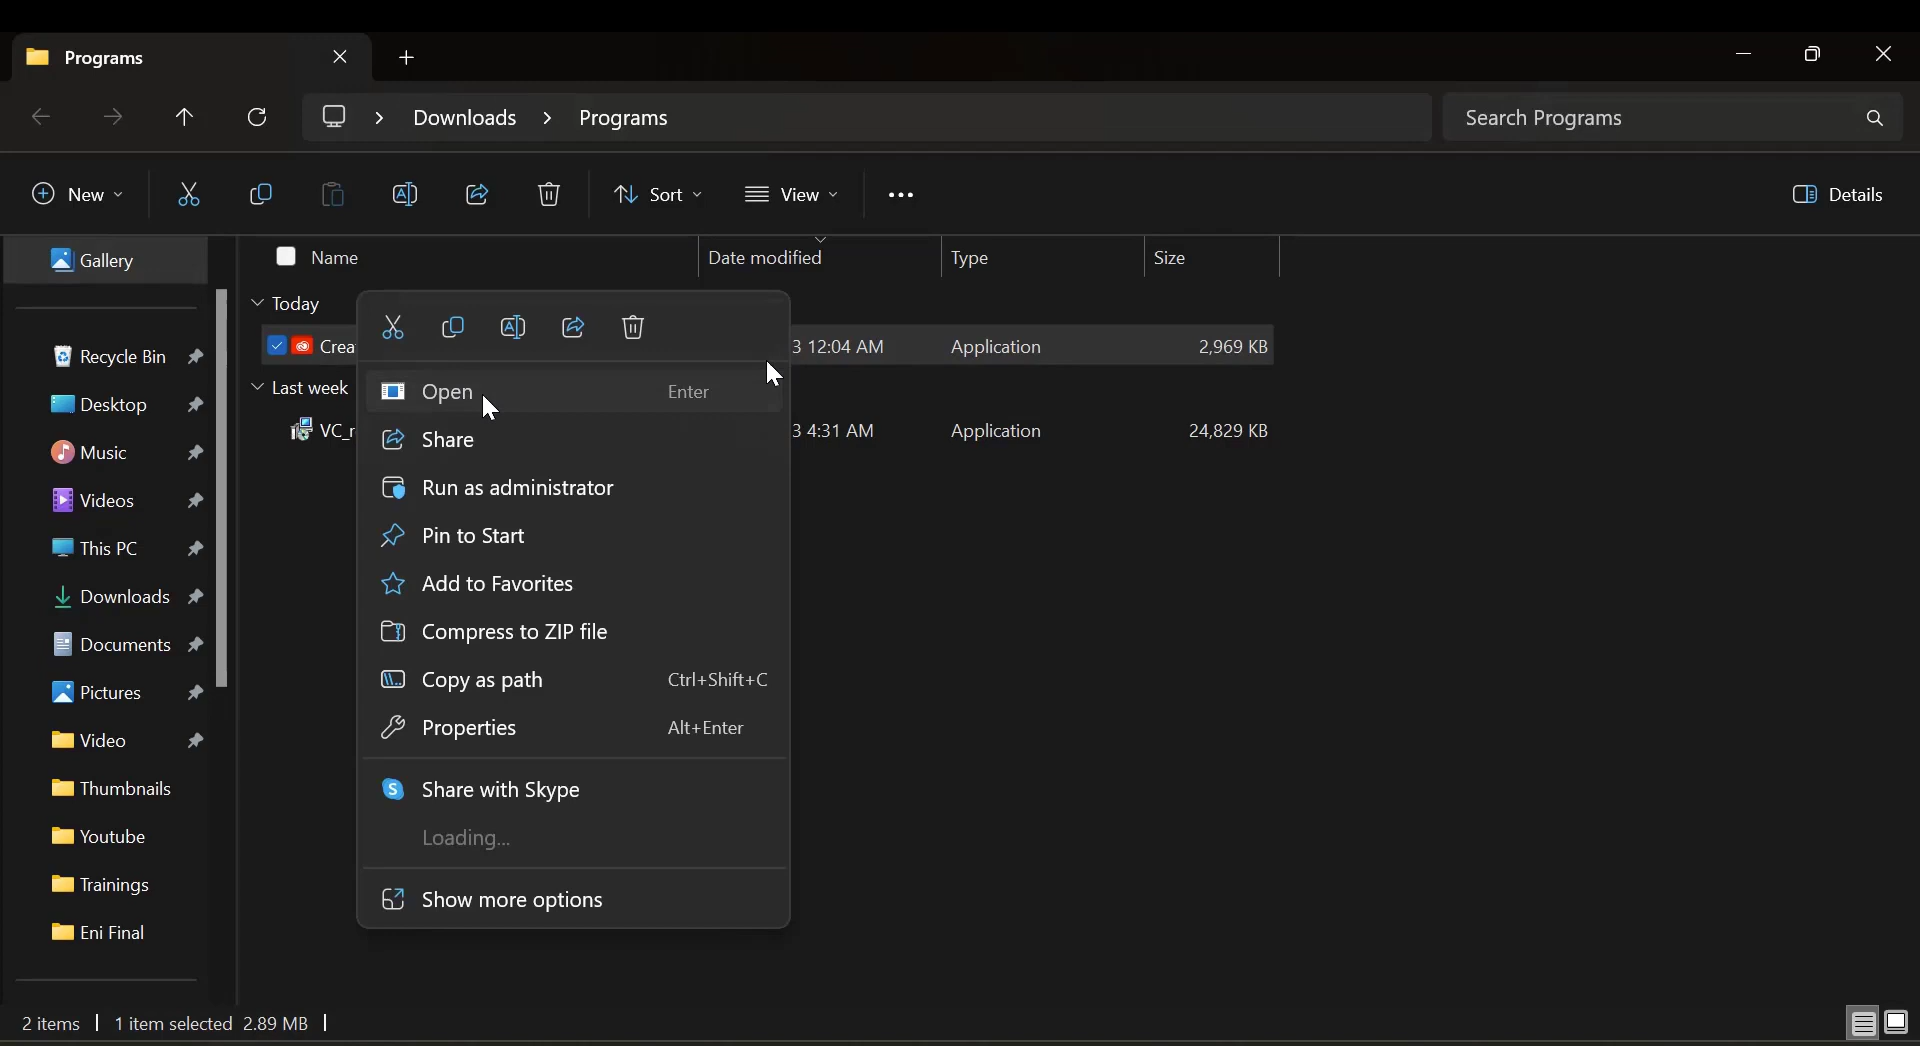 Programs
Downloads > Programs
Search Programs
New
Sort
View
Details
Gallery
Name
Date modified
Type
Size
Today
Crea
3 12:04 AM
Application
2,969 KB
Last week
VC_r
3 4:31 AM
Application
24,829 KB
Recycle Bin
Desktop
Music
Videos
This PC
Downloads
Documents
Pictures
Video
Thumbnails
Youtube
Trainings
Eni Final
Open Enter
Share
Run as administrator
Pin to Start
Add to Favorites
Compress to ZIP file
Copy as path Ctrl+Shift+C
Properties Alt+Enter
Share with Skype
Loading...
Show more options
2 items | 1 item selected 2.89 MB |